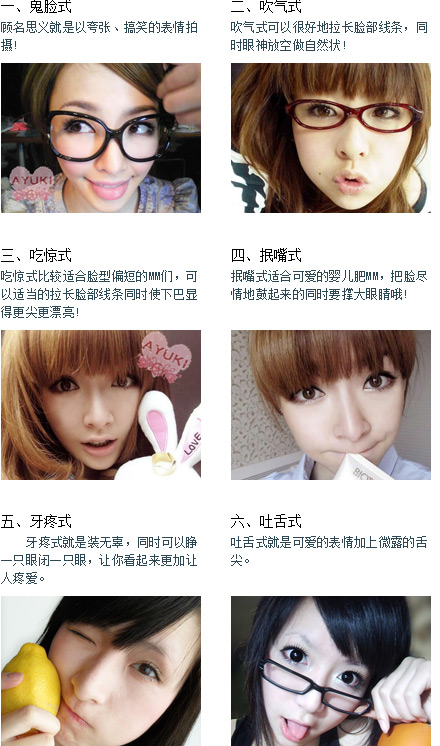 一、鬼脸式
顾名思义就是以夸张、搞笑的表情拍
摄!
二、吹气式
吹气式可以很好地拉长脸部线条，同
时眼神放空做自然状!
AYUKI
三、吃惊式
吃惊式比较适合脸型偏短的MM们，可
以适当的拉长脸部线条同时使下巴显
得更尖更漂亮!
四、抿嘴式
抿嘴式适合可爱的婴儿肥MM，把脸尽
情地鼓起来的同时要撑大眼睛哦!
AYUKI
LOVE
BIO
五、牙疼式
牙疼式就是装无辜，同时可以睁
一只眼闭一只眼，让你看起来更加让
人疼爱。
六、吐舌式
吐舌式就是可爱的表情加上微露的舌
尖。